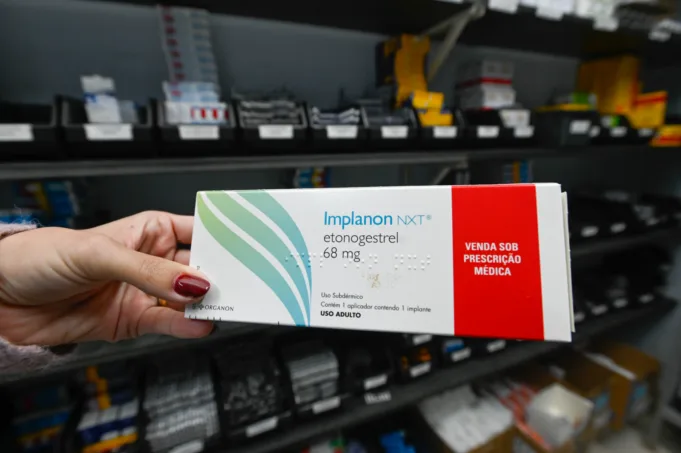 Implanon NXT®
etonogestrel
68 mg
Uso Subdérmico
Contém 1 aplicador contendo 1 implante
USO ADULTO
ORGANON
VENDA SOB
PRESCRIÇÃO
MÉDICA